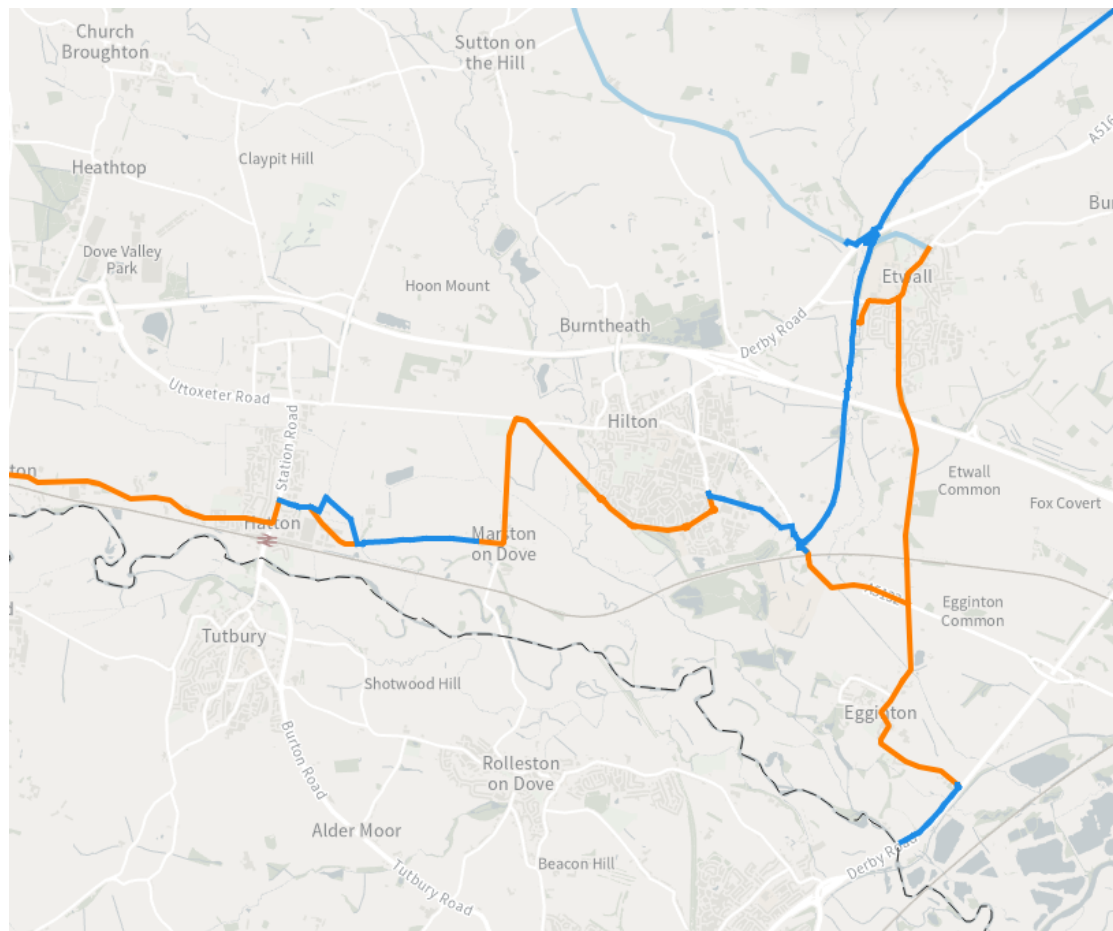 Church
Broughton
Sutton on
the Hill
A516
Claypit Hill
Heathtop
Dove Valley
Park
Hoon Mount
Etwall
Burntheath
Derby Road
Uttoxeter Road
Station Road
Hilton
Etwall
Common
Fox Covert
Hatton
Marston
on Dove
A5132
Egginton
Common
Tutbury
Shotwood Hill
Egginton
Burton Road
Rolleston
on Dove
Alder Moor
Beacon Hill
Derby Road
Tutbury Road